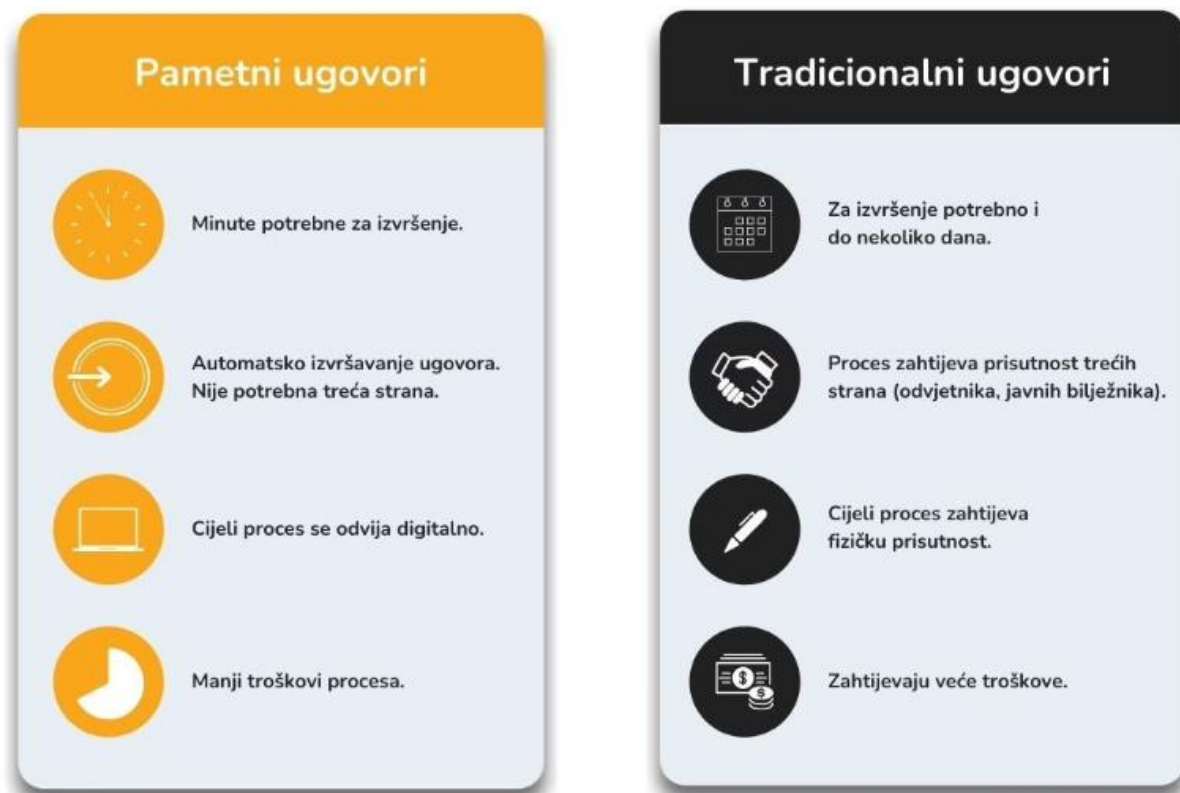 Pametni ugovori
Minute potrebne za izvršenje.
Automatsko izvršavanje ugovora.
Nije potrebna treća strana.
Cijeli proces se odvija digitalno.
Manji troškovi procesa.
Tradicionalni ugovori
Za izvršenje potrebno i
do nekoliko dana.
Proces zahtijeva prisutnost trećih
strana (odvjetnika, javnih bilježnika).
Cijeli proces zahtijeva
fizičku prisutnost.
Zahtijevaju veće troškove.